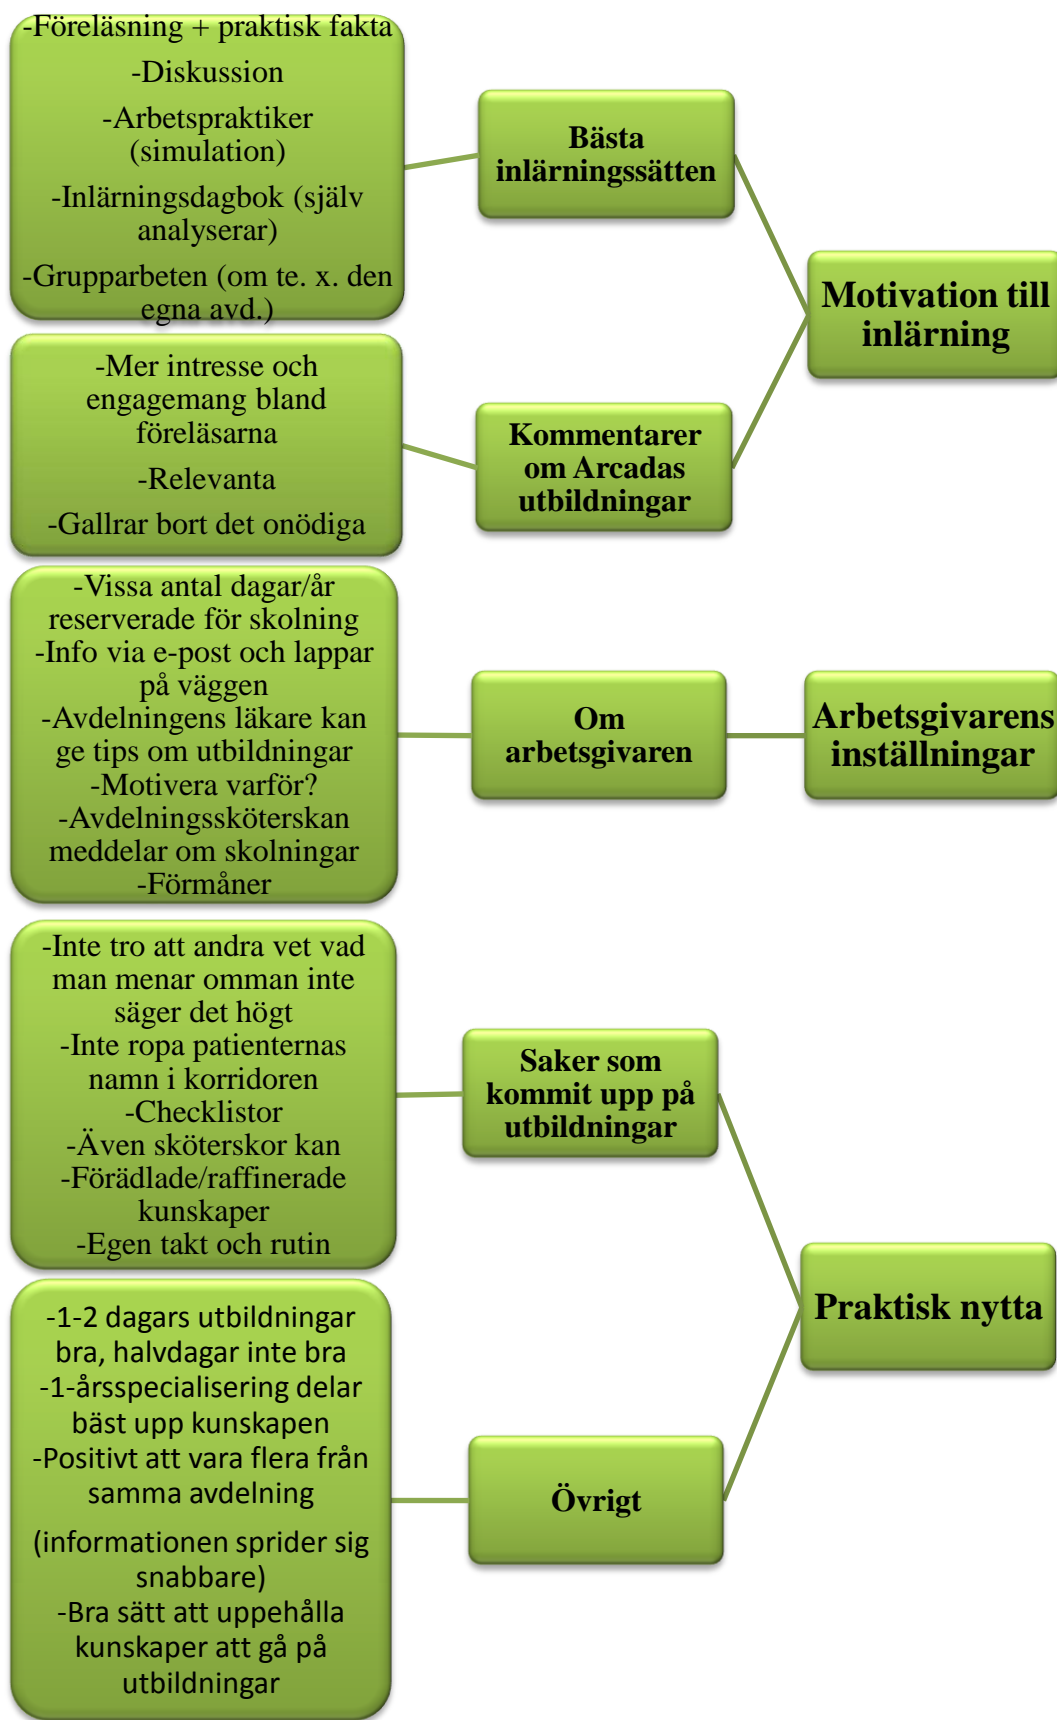 -Föreläsning + praktisk fakta
-Diskussion
-Arbetspraktiker
(simulation)
-Inlärningsdagbok (själv
analyserar)
-Grupparbeten (om te. x. den
egna avd.)
Bästa
inlärningssätten
Motivation till
inlärning
-Mer intresse och
engagemang bland
föreläsarna
-Relevanta
-Gallrar bort det onödiga
Kommentarer
om Arcadas
utbildningar
-Vissa antal dagar/år
reserverade för skolning
-Info via e-post och lappar
på väggen
-Avdelningens läkare kan
ge tips om utbildningar
-Motivera varför?
-Avdelningssköterskan
meddelar om skolningar
-Förmåner
Om
arbetsgivaren
Arbetsgivarens
inställningar
-Inte tro att andra vet vad
man menar omman inte
säger det högt
-Inte ropa patienternas
namn i korridoren
-Checklistor
-Även sköterskor kan
-Förädlade/raffinerade
kunskaper
-Egen takt och rutin
Saker som
kommit upp på
utbildningar
Praktisk nytta
-1-2 dagars utbildningar
bra, halvdagar inte bra
-1-årsspecialisering delar
bäst upp kunskapen
-Positivt att vara flera från
samma avdelning
(informationen sprider sig
snabbare)
-Bra sätt att uppehålla
kunskaper att gå på
utbildningar
Övrigt